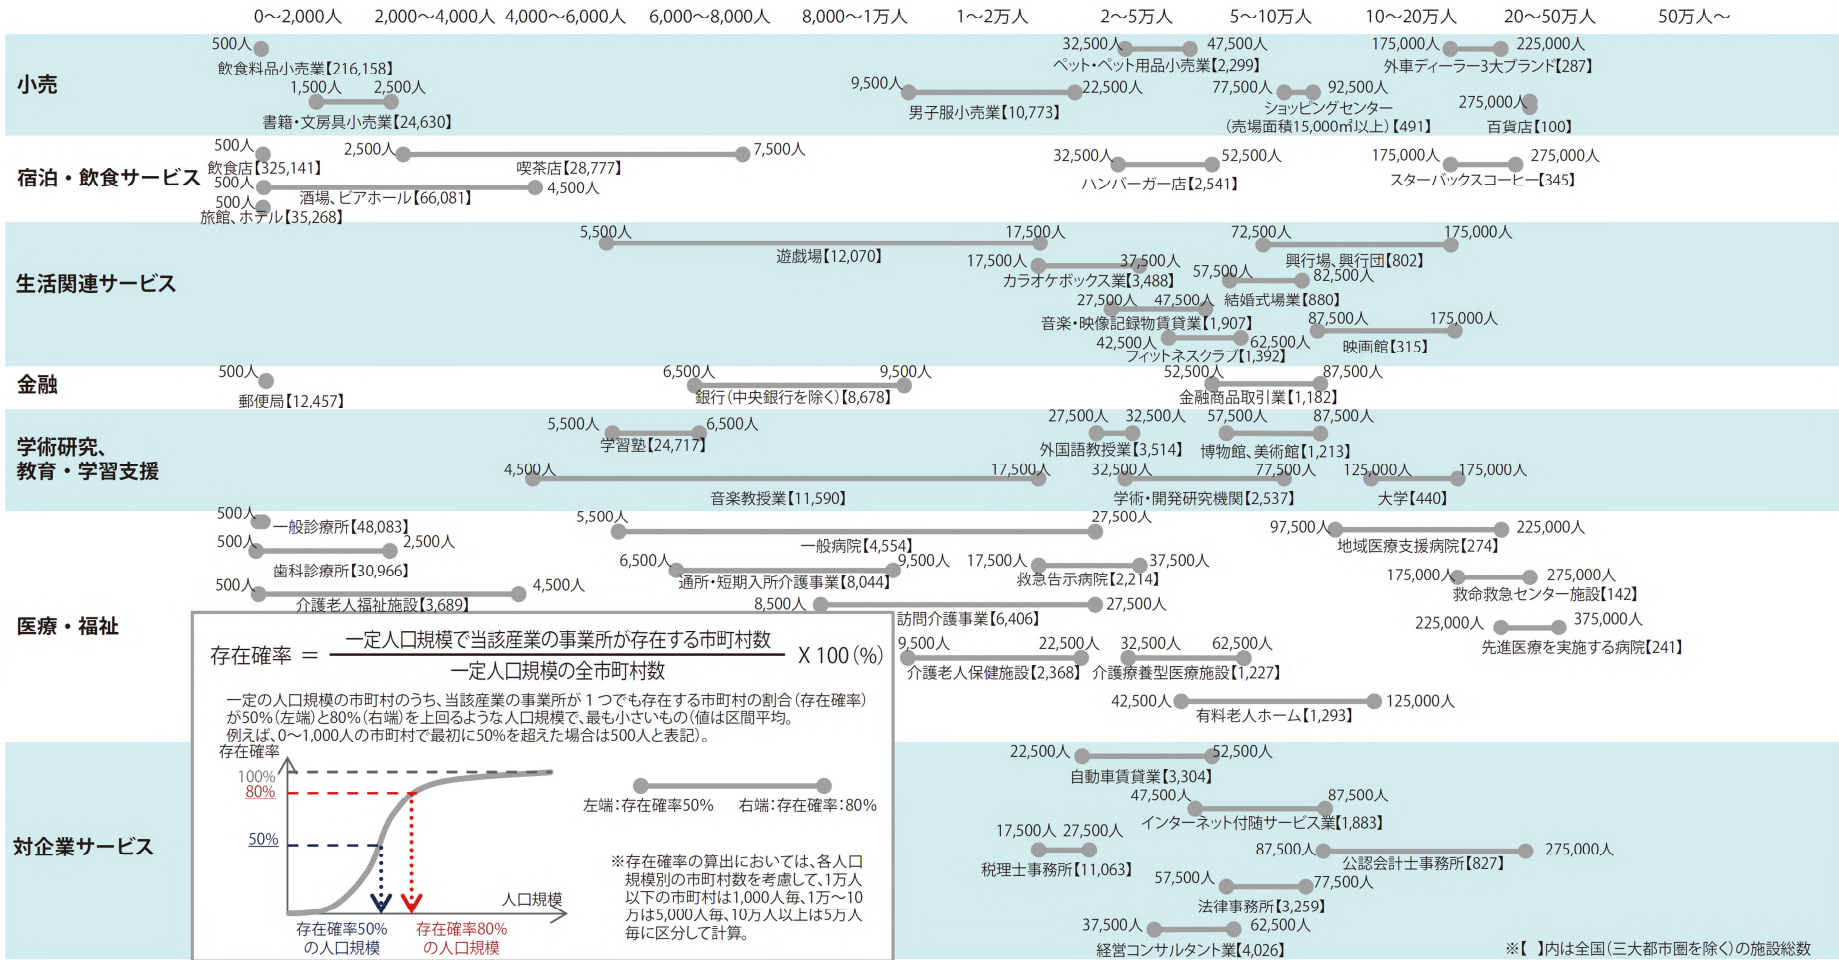 0～2,000人
2,000～4,000人
4,000～6,000人
6,000～8,000人
8,000～1万人
1～2万人
2～5万人
5～10万人
10～20万人
20～50万人
50万人～
小売
500人
飲食料品小売業【216,158】
1,500人
2,500人
書籍・文房具小売業【24,630】
9,500人
22,500人
男子服小売業【10,773】
32,500人
47,500人
ペット・ペット用品小売業【2,299】
77,500人
92,500人
ショッピングセンター
（売場面積15,000㎡以上）【491】
175,000人
225,000人
外車ディーラー3大ブランド【287】
275,000人
百貨店【100】
宿泊・飲食サービス
500人
飲食店【325,141】
2,500人
7,500人
喫茶店【28,777】
500人
4,500人
酒場、ビアホール【66,081】
500人
旅館、ホテル【35,268】
32,500人
52,500人
ハンバーガー店【2,541】
175,000人
275,000人
スターバックスコーヒー【345】
生活関連サービス
5,500人
17,500人
遊戯場【12,070】
17,500人
37,500人
カラオケボックス業【3,488】
27,500人
47,500人
音楽・映像記録物賃貸業【1,907】
42,500人
62,500人
フィットネスクラブ【1,392】
72,500人
175,000人
興行場、興行団【802】
57,500人
82,500人
結婚式場業【880】
87,500人
175,000人
映画館【315】
金融
500人
郵便局【12,457】
6,500人
9,500人
銀行（中央銀行を除く）【8,678】
52,500人
87,500人
金融商品取引業【1,182】
学術研究、
教育・学習支援
5,500人
6,500人
学習塾【24,717】
4,500人
17,500人
音楽教授業【11,590】
27,500人
32,500人
外国語教授業【3,514】
57,500人
87,500人
博物館、美術館【1,213】
32,500人
77,500人
学術・開発研究機関【2,537】
125,000人
175,000人
大学【440】
医療・福祉
500人
一般診療所【48,083】
500人
2,500人
歯科診療所【30,966】
500人
4,500人
介護老人福祉施設【3,689】
5,500人
27,500人
一般病院【4,554】
6,500人
9,500人
通所・短期入所介護事業【8,044】
17,500人
37,500人
救急告示病院【2,214】
8,500人
27,500人
訪問介護事業【6,406】
9,500人
22,500人
介護老人保健施設【2,368】
32,500人
62,500人
介護療養型医療施設【1,227】
42,500人
125,000人
有料老人ホーム【1,293】
97,500人
225,000人
地域医療支援病院【274】
175,000人
275,000人
救命救急センター施設【142】
225,000人
375,000人
先進医療を実施する病院【241】
対企業サービス
22,500人
52,500人
自動車賃貸業【3,304】
47,500人
87,500人
インターネット付随サービス業【1,883】
17,500人
27,500人
税理士事務所【11,063】
87,500人
275,000人
公認会計士事務所【827】
57,500人
77,500人
法律事務所【3,259】
37,500人
62,500人
経営コンサルタント業【4,026】
※【 】内は全国（三大都市圏を除く）の施設総数
存在確率 ＝
一定人口規模で当該産業の事業所が存在する市町村数
一定人口規模の全市町村数
X 100（%）
一定の人口規模の市町村のうち、当該産業の事業所が1つでも存在する市町村の割合（存在確率）
が50%（左端）と80%（右端）を上回るような人口規模で、最も小さいもの（値は区間平均。
例えば、0～1,000人の市町村で最初に50%を超えた場合は500人と表記）。
存在確率
100%
80%
50%
人口規模
存在確率50%
の人口規模
存在確率80%
の人口規模
左端：存在確率50%
右端：存在確率：80%
※存在確率の算出においては、各人口
規模別の市町村数を考慮して、1万人
以下の市町村は1,000人毎、1万～10
万は5,000人毎、10万人以上は5万人
毎に区分して計算。